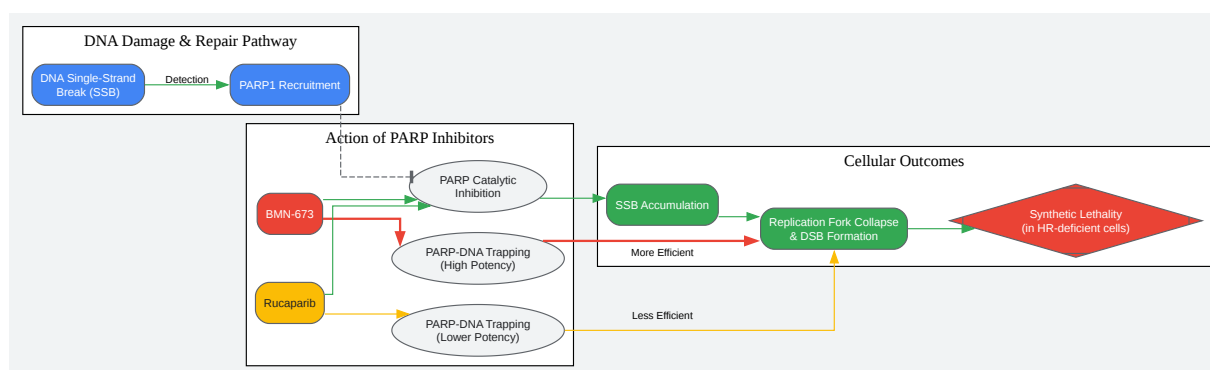 DNA Damage & Repair Pathway
DNA Single-Strand
Break (SSB)
Detection
PARP1 Recruitment
Action of PARP Inhibitors
BMN-673
Rucaparib
PARP Catalytic
Inhibition
PARP-DNA Trapping
(High Potency)
PARP-DNA Trapping
(Lower Potency)
Cellular Outcomes
SSB Accumulation
More Efficient
Less Efficient
Replication Fork Collapse
& DSB Formation
Synthetic Lethality
(in HR-deficient cells)